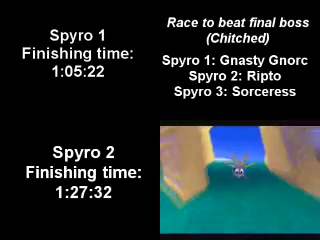 Spyro 1
Finishing time:
1:05:22
Race to beat final boss
(Chitched)
Spyro 1: Gnasty Gnorc
Spyro 2: Ripto
Spyro 3: Sorceress
Spyro 2
Finishing time:
1:27:32